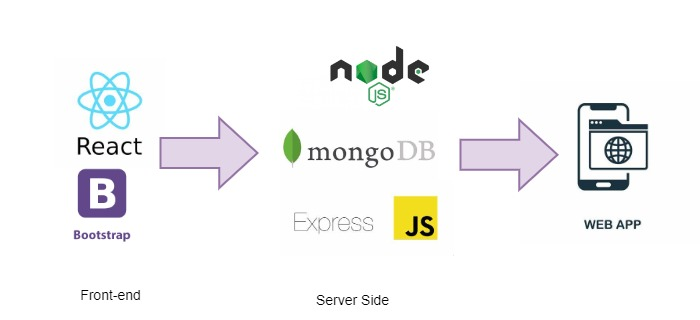 node
JS
React
mongoDB
B
Bootstrap
Express
JS
WEB APP
Front-end
Server Side